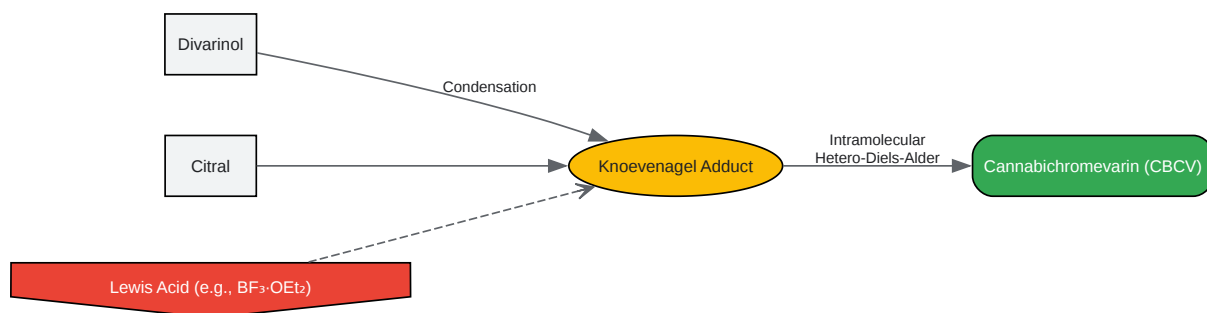 Divarinol
Condensation
Citral
Knoevenagel Adduct
Intramolecular
Hetero-Diels-Alder
Cannabichromevarin (CBCV)
Lewis Acid (e.g., BF₃·OEt₂)